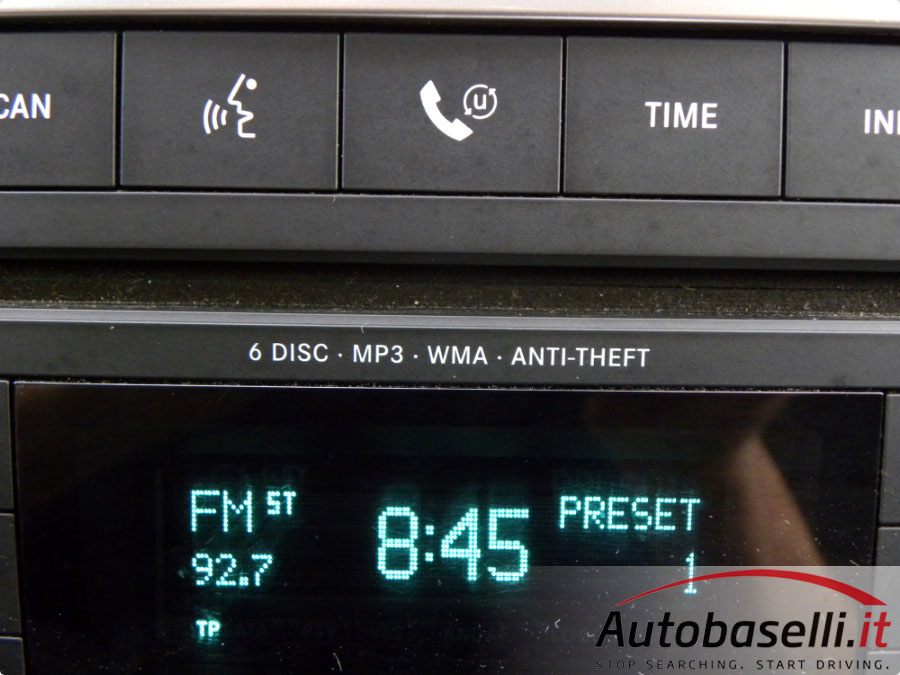 CAN TIME IN
6 DISC · MP3 · WMA · ANTI-THEFT
FM ST 8:45 PRESET
92.7 1
TP
Autobaselli.it
STOP SEARCHING. START DRIVING.